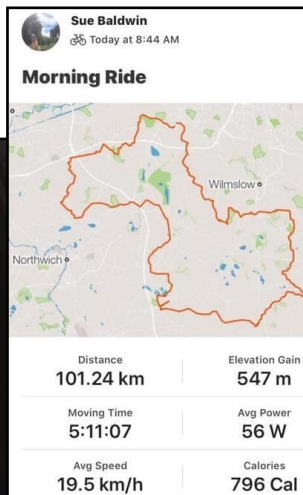 Sue Baldwin
Today at 8:44 AM
Morning Ride
Wilmslow
Northwich
Distance
Elevation Gain
101.24 km
547 m
Moving Time
Avg Power
5:11:07
56 W
Avg Speed
Calories
19.5 km/h
796 Cal